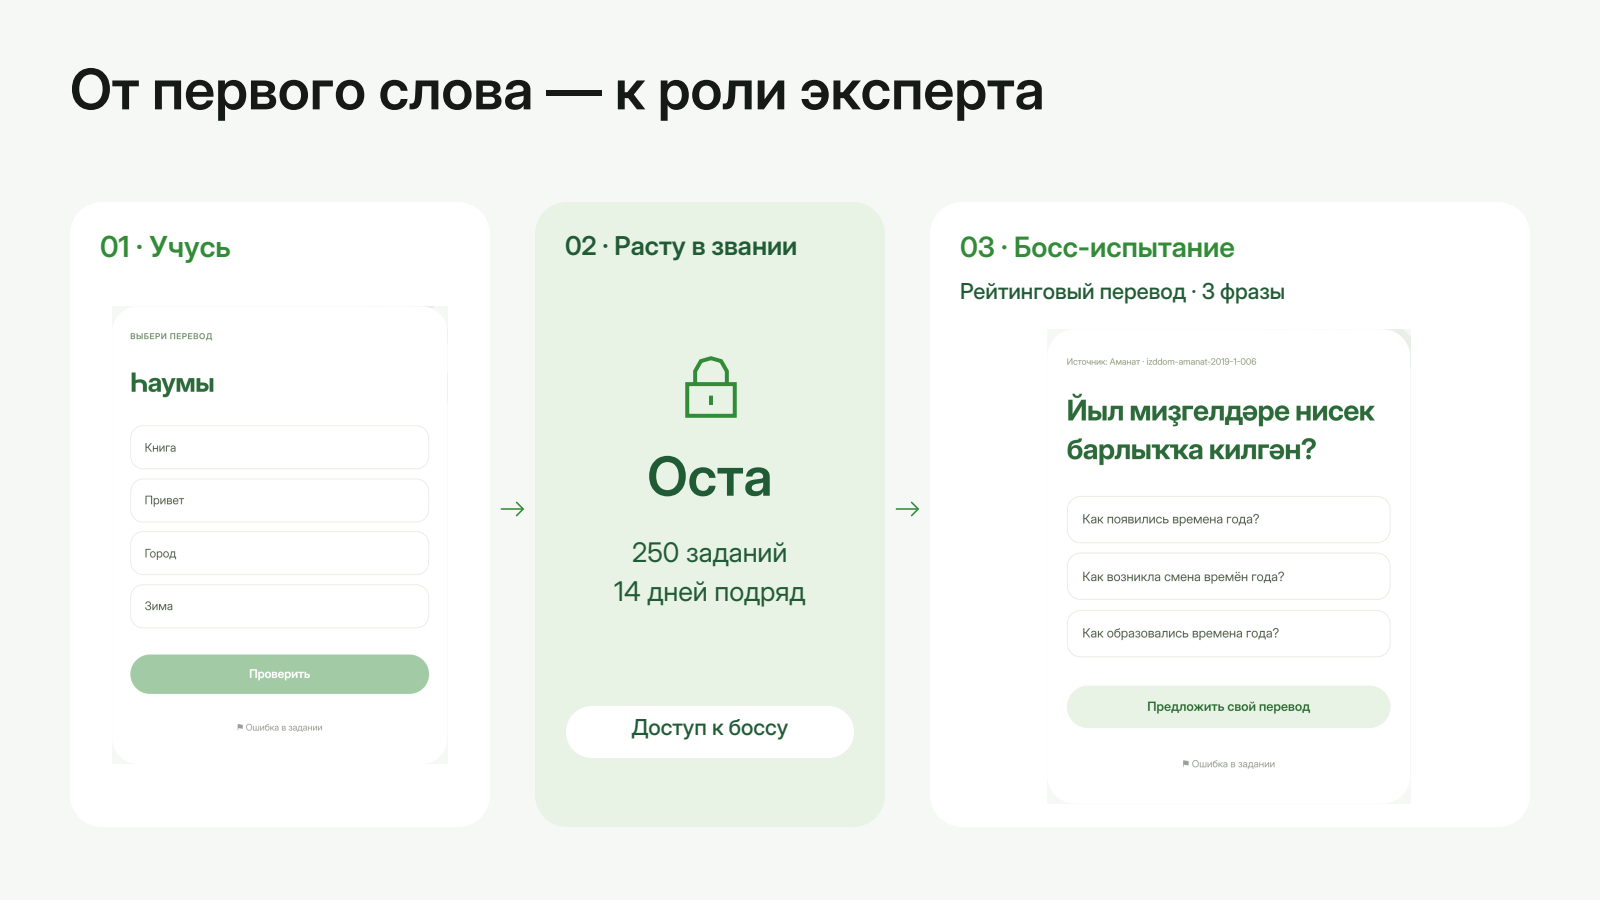 От первого слова — к роли эксперта
01 · Учусь
ВЫБЕРИ ПЕРЕВОД
Һаумы
Книга
Привет
Город
Зима
Проверить
⚑ Ошибка в задании
→
02 · Расту в звании
Оста
250 заданий
14 дней подряд
Доступ к боссу
→
03 · Босс-испытание
Рейтинговый перевод · 3 фразы
Источник: Аманат · izddom-amanat-2019-1-006
Йыл миҙгелдәре нисек
барлыҡҡа килгән?
Как появились времена года?
Как возникла смена времён года?
Как образовались времена года?
Предложить свой перевод
⚑ Ошибка в задании